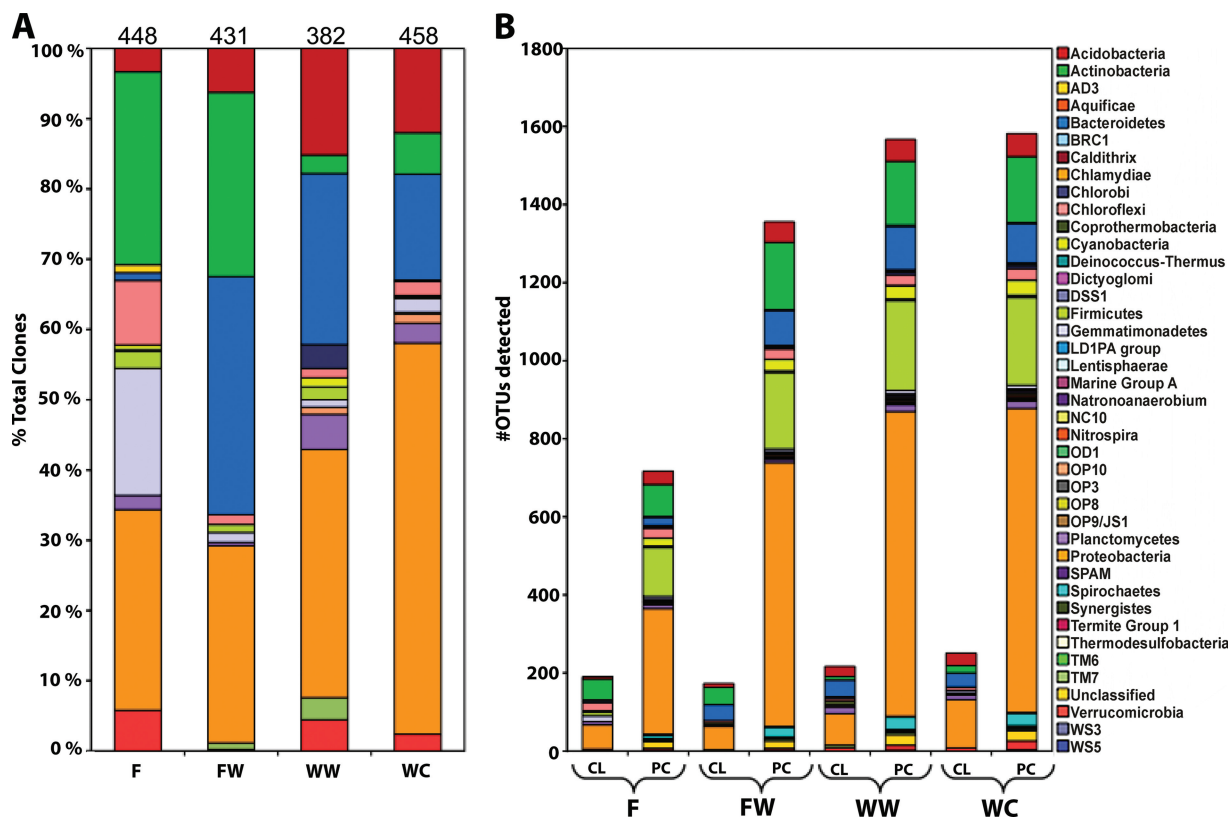 A
448 431 382 458
100 %
90 %
80 %
70 %
60 %
50 %
40 %
30 %
20 %
10 %
0 %
% Total Clones
F FW WW WC
B
1800
1600
1400
1200
1000
800
600
400
200
0
#OTUs detected
CL PC CL PC CL PC CL PC
F FW WW WC
Acidobacteria
Actinobacteria
AD3
Aquificae
Bacteroidetes
BRC1
Caldithrix
Chlamydiae
Chlorobi
Chloroflexi
Coprothermobacteria
Cyanobacteria
Deinococcus-Thermus
Dictyoglomi
DSS1
Firmicutes
Gemmatimonadetes
LD1PA group
Lentisphaerae
Marine Group A
Natronoanaerobium
NC10
Nitrospira
OD1
OP10
OP3
OP8
OP9/JS1
Planctomycetes
Proteobacteria
SPAM
Spirochaetes
Synergistes
Termite Group 1
Thermodesulfobacteria
TM6
TM7
Unclassified
Verrucomicrobia
WS3
WS5